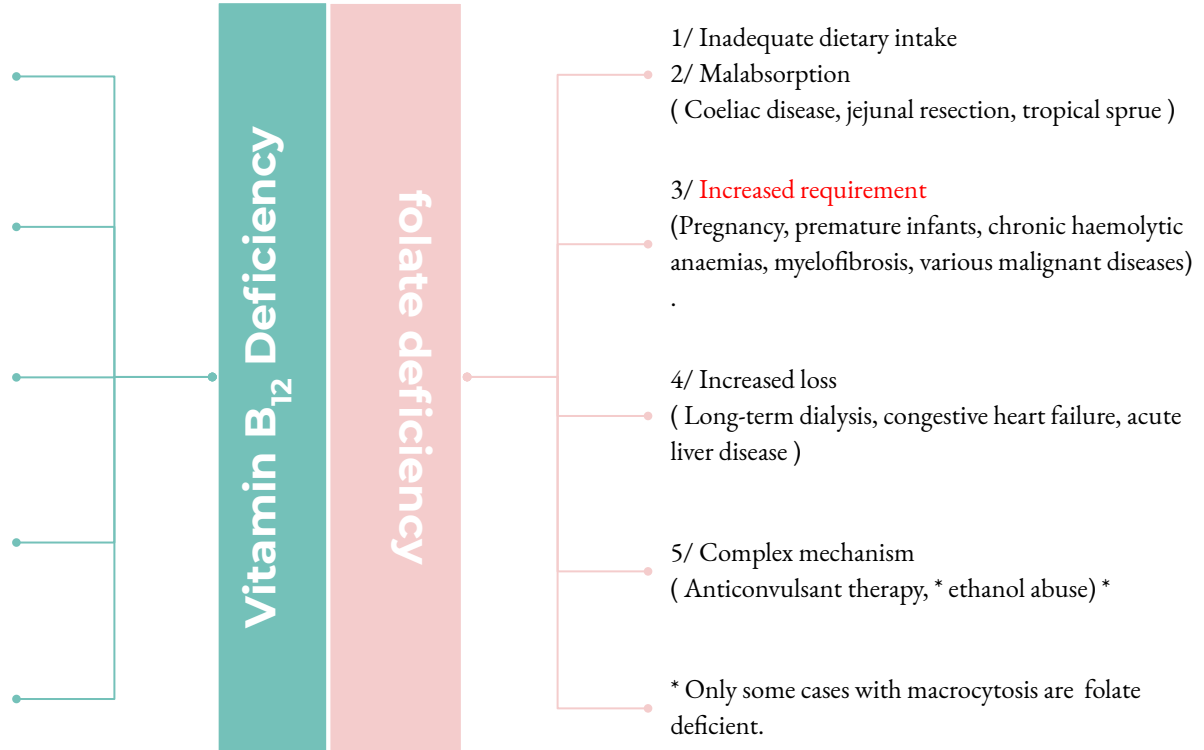 Vitamin B12 Deficiency
folate deficiency
1/ Inadequate dietary intake
2/ Malabsorption
( Coeliac disease, jejunal resection, tropical sprue )
3/ Increased requirement
(Pregnancy, premature infants, chronic haemolytic
anaemias, myelofibrosis, various malignant diseases)
.
4/ Increased loss
( Long-term dialysis, congestive heart failure, acute
liver disease )
5/ Complex mechanism
( Anticonvulsant therapy, * ethanol abuse) *
* Only some cases with macrocytosis are  folate
deficient.